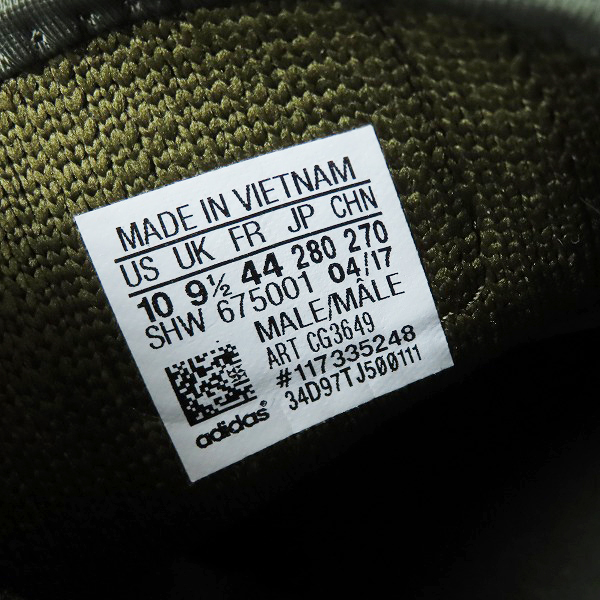 MADE IN VIETNAM
US UK FR JP CHN
10 9½ 44 280 270
SHW 675001 04/17
MALE/MÂLE
ART CG3649
#117335248
34D97TJ500111
adidas®